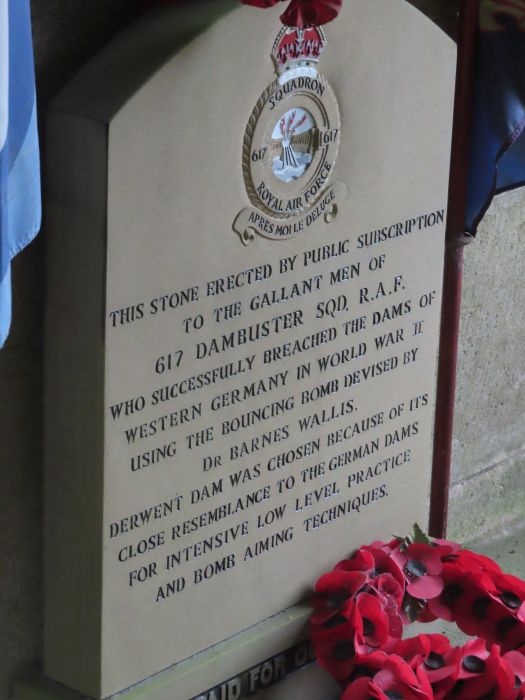 SQUADRON
617 617
ROYAL AIR FORCE
APRÈS MOI LE DELUGE
THIS STONE ERECTED BY PUBLIC SUBSCRIPTION
TO THE GALLANT MEN OF
617 DAMBUSTER SQD. R.A.F.
WHO SUCCESSFULLY BREACHED THE DAMS OF
WESTERN GERMANY IN WORLD WAR II
USING THE BOUNCING BOMB DEVISED BY
DR BARNES WALLIS.
DERWENT DAM WAS CHOSEN BECAUSE OF ITS
CLOSE RESEMBLANCE TO THE GERMAN DAMS
FOR INTENSIVE LOW LEVEL PRACTICE
AND BOMB AIMING TECHNIQUES.
FOR